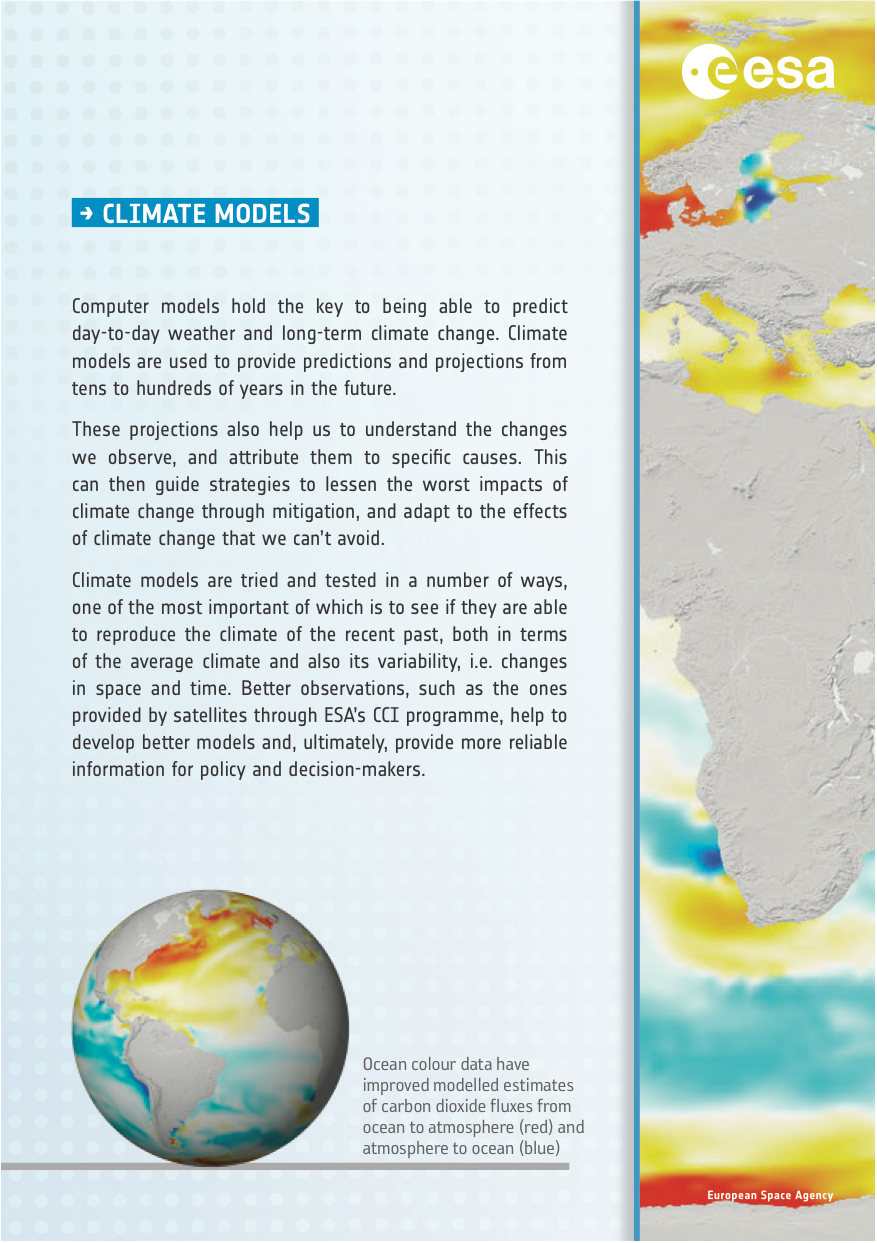 esa
→ CLIMATE MODELS
Computer models hold the key to being able to predict
day-to-day weather and long-term climate change. Climate
models are used to provide predictions and projections from
tens to hundreds of years in the future.
These projections also help us to understand the changes
we observe, and attribute them to specific causes. This
can then guide strategies to lessen the worst impacts of
climate change through mitigation, and adapt to the effects
of climate change that we can't avoid.
Climate models are tried and tested in a number of ways,
one of the most important of which is to see if they are able
to reproduce the climate of the recent past, both in terms
of the average climate and also its variability, i.e. changes
in space and time. Better observations, such as the ones
provided by satellites through ESA's CCI programme, help to
develop better models and, ultimately, provide more reliable
information for policy and decision-makers.
Ocean colour data have
improved modelled estimates
of carbon dioxide fluxes from
ocean to atmosphere (red) and
atmosphere to ocean (blue)
European Space Agency